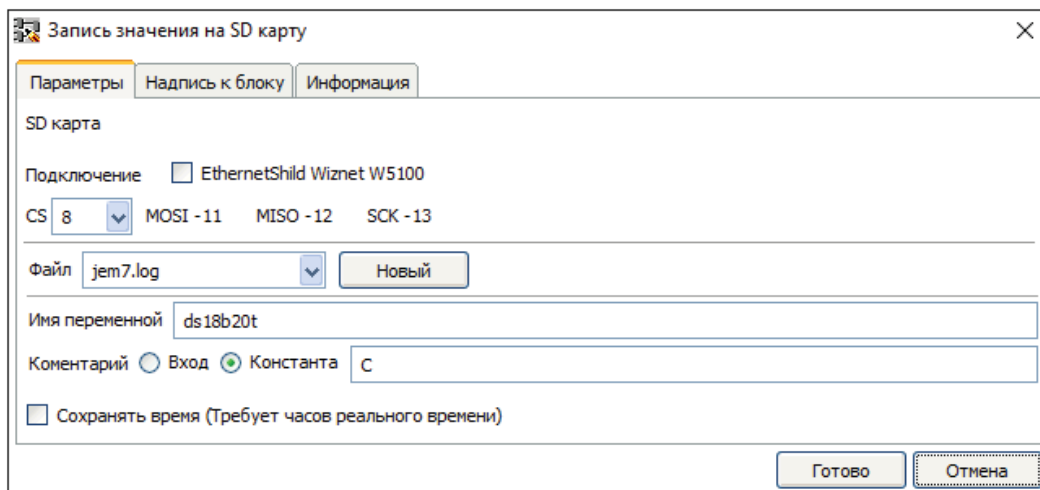 Запись значения на SD карту
Параметры Надпись к блоку Информация
SD карта
Подключение EthernetShild Wiznet W5100
CS 8 MOSI -11 MISO -12 SCK -13
Файл jem7.log Новый
Имя переменной ds18b20t
Коментарий Вход Константа C
Сохранять время (Требует часов реального времени)
Готово Отмена